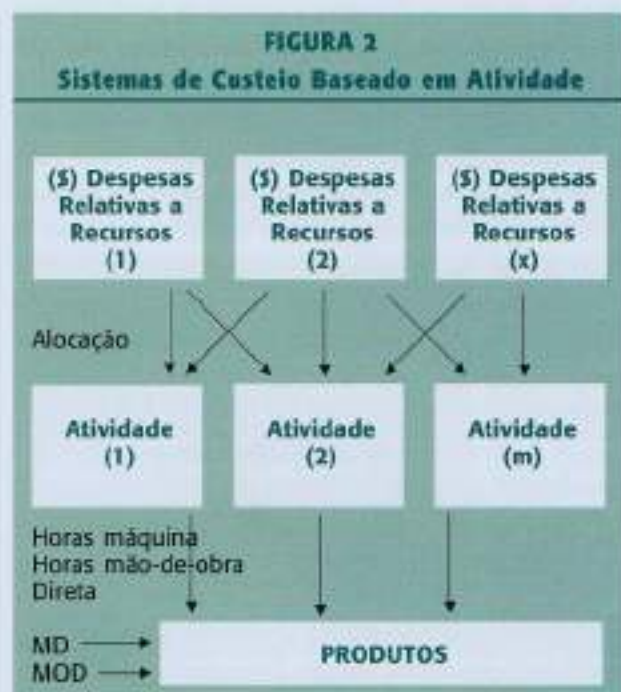 FIGURA 2
Sistemas de Custeio Baseado em Atividade
($) Despesas
Relativas a
Recursos
(1)
($) Despesas
Relativas a
Recursos
(2)
($) Despesas
Relativas a
Recursos
(x)
Alocação
Atividade
(1)
Atividade
(2)
Atividade
(m)
Horas máquina
Horas mão-de-obra
Direta
MD
MOD
PRODUTOS